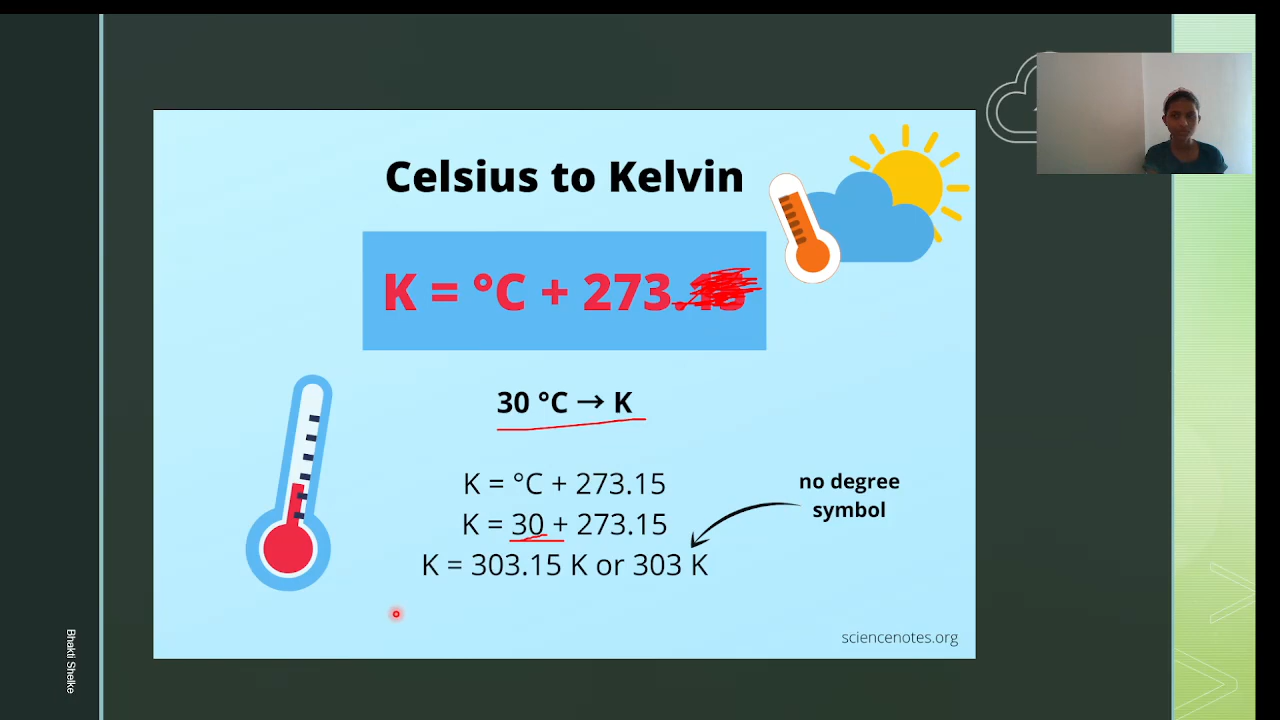 Celsius to Kelvin
K = °C + 273.
30 °C → K
K = °C + 273.15
K = 30 + 273.15
K = 303.15 K or 303 K
no degree
symbol
sciencenotes.org
Bhakti Shelke